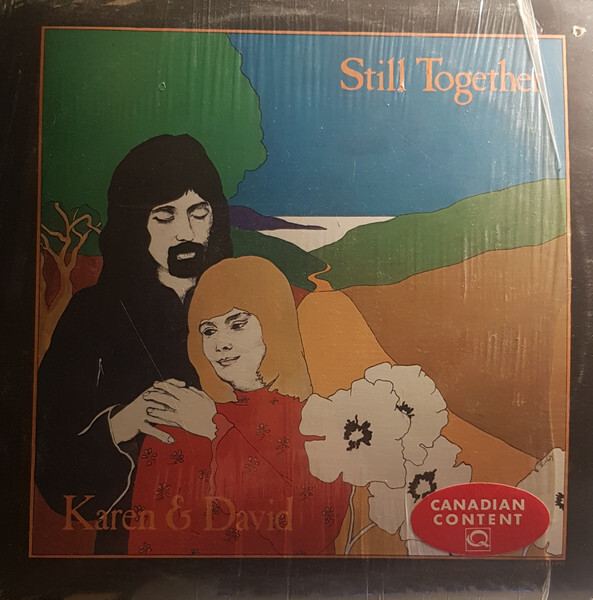 Still Together
Karen & David
CANADIAN
CONTENT
Q